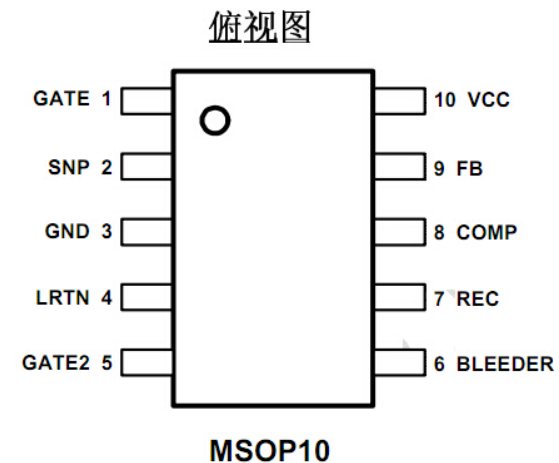 俯视图
GATE 1
10 VCC
SNP 2
9 FB
GND 3
8 COMP
LRTN 4
7 REC
GATE2 5
6 BLEEDER
MSOP10